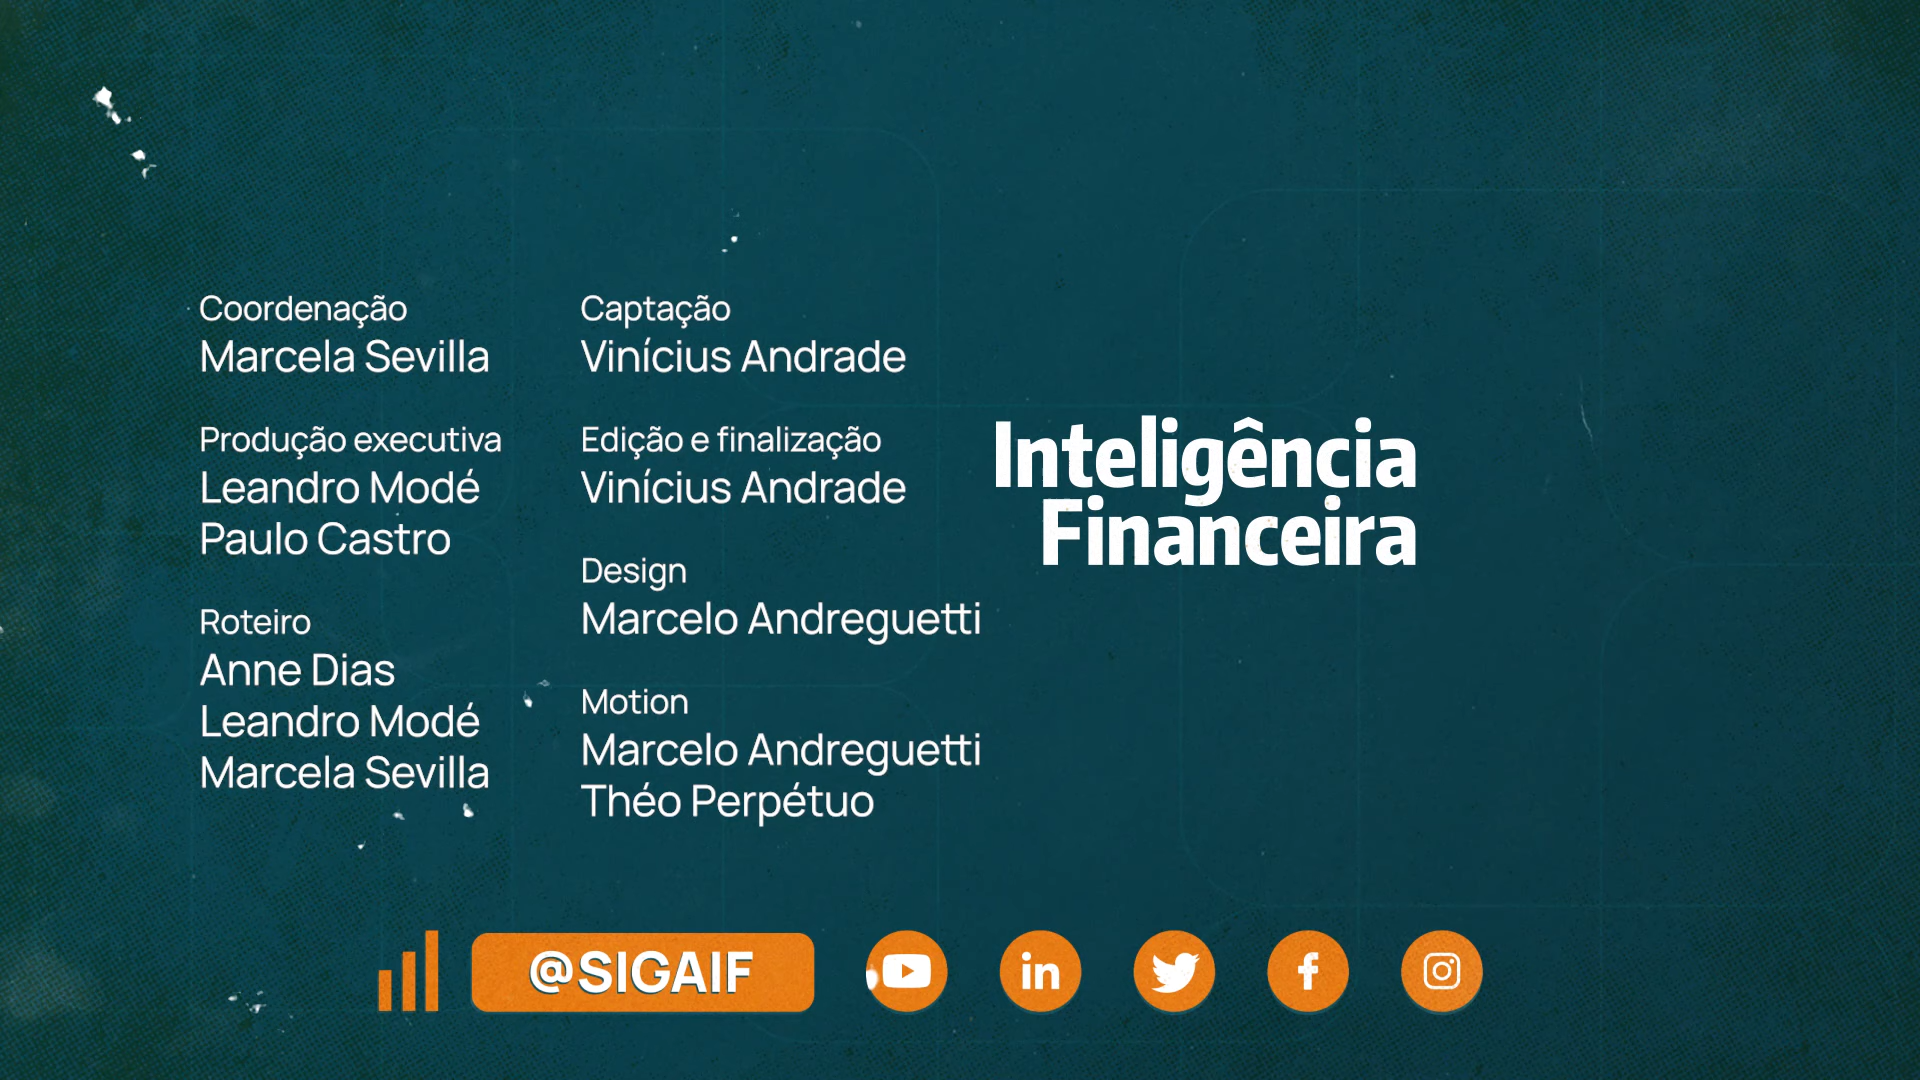 Coordenação
Marcela Sevilla
Produção executiva
Leandro Modé
Paulo Castro
Roteiro
Anne Dias
Leandro Modé
Marcela Sevilla
Captação
Vinícius Andrade
Edição e finalização
Vinícius Andrade
Design
Marcelo Andreguetti
Motion
Marcelo Andreguetti
Théo Perpétuo
Inteligência
Financeira
@SIGAIF